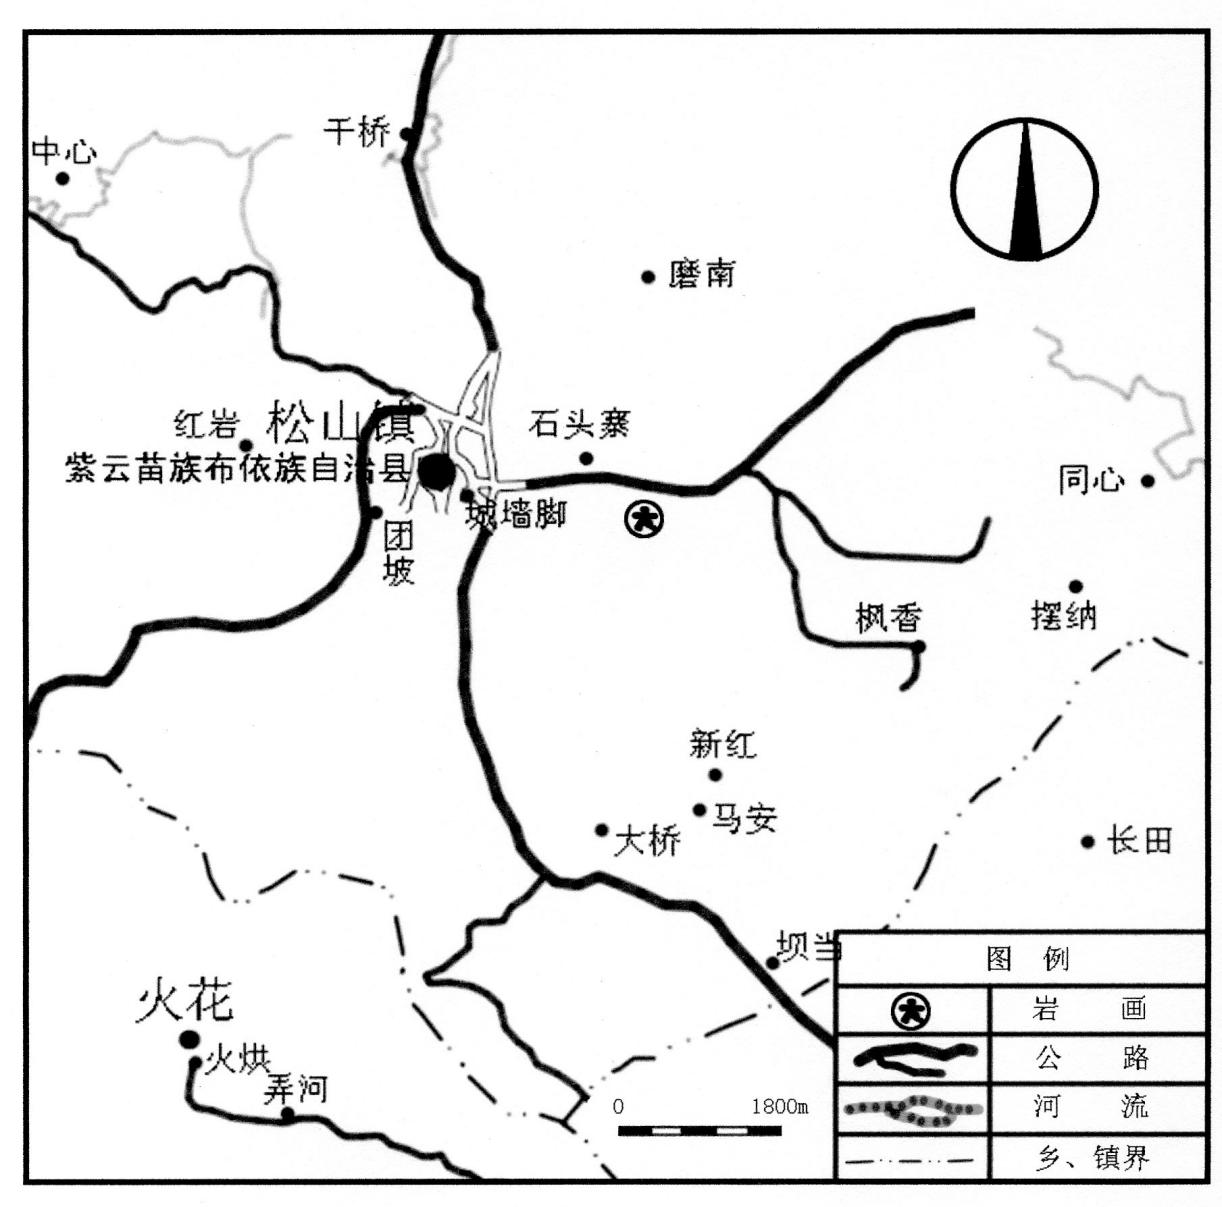 干桥
中心
磨南
红岩
松山镇
石头寨
紫云苗族布依族自治县
同心
城墙脚
团坡
枫香
摆纳
新红
马安
大桥
长田
坝当
火花
火烘
弄河
0 1800m
图 例
岩 画
公 路
河 流
乡、镇界